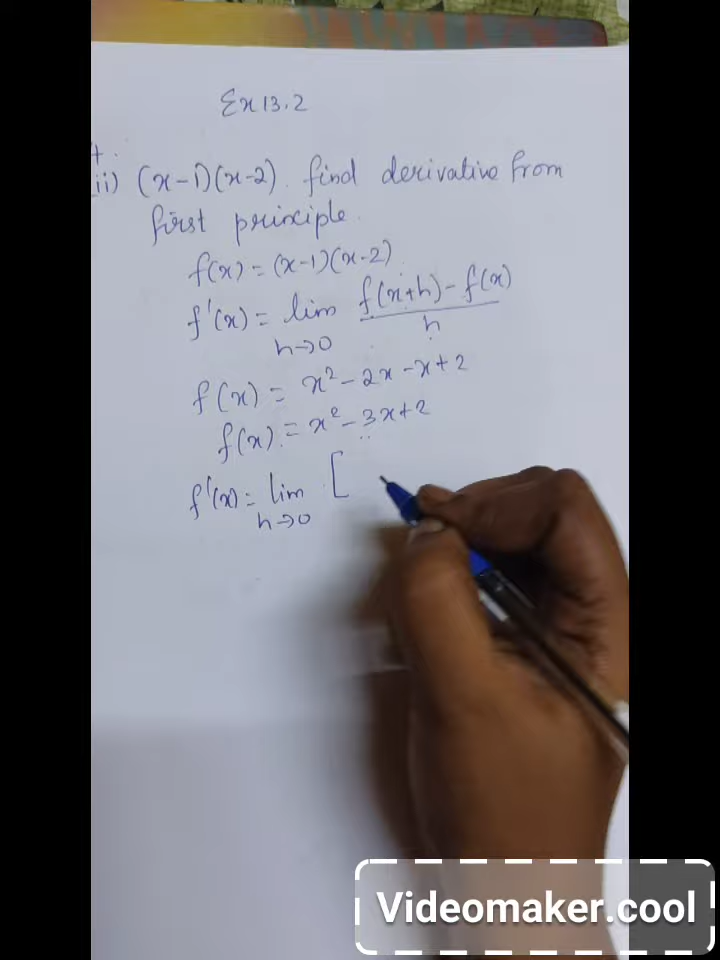 Ex 13.2
4.
ii) (x-1)(x-2). find derivative from
first principle.
f(x) = (x-1)(x-2)
f'(x) = lim h→0 f(x+h) - f(x) / h
f(x) = x² - 2x - x + 2
f(x) = x² - 3x + 2
f'(x) = lim h→0 [
Videomaker.cool